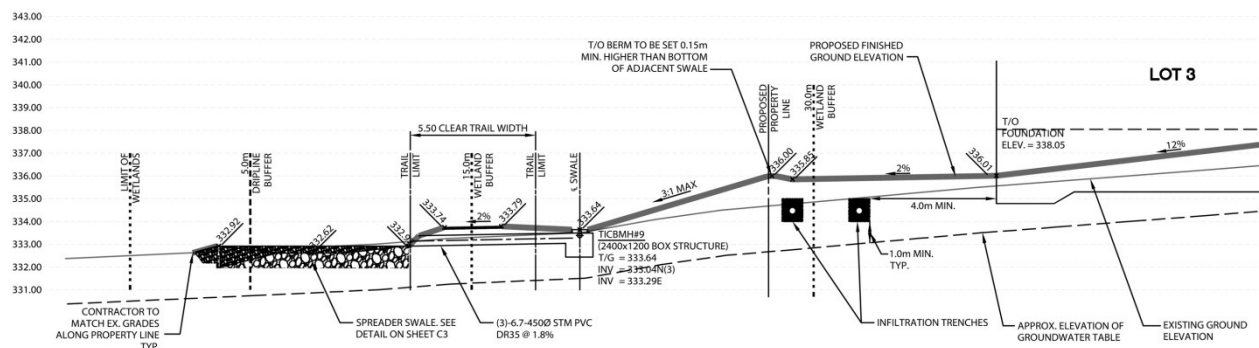 343.00
342.00
341.00
340.00
339.00
338.00
337.00
336.00
335.00
334.00
333.00
332.00
331.00
LIMIT OF
WETLANDS
5.0m
DRIPLINE
BUFFER
5.50 CLEAR TRAIL WIDTH
TRAIL
LIMIT
15.0m
WETLAND
BUFFER
TRAIL
LIMIT
℄ SWALE
T/O BERM TO BE SET 0.15m
MIN. HIGHER THAN BOTTOM
OF ADJACENT SWALE
PROPOSED
PROPERTY
LINE
30.0m
WETLAND
BUFFER
PROPOSED FINISHED
GROUND ELEVATION
LOT 3
T/O
FOUNDATION
ELEV. = 338.05
12%
332.92
332.62
332.9
333.74
2%
333.79
333.64
3:1 MAX
336.00
335.85
2%
336.01
4.0m MIN.
1.0m MIN.
TYP.
TICBMH#9
(2400x1200 BOX STRUCTURE)
T/G = 333.64
INV = 333.04N(3)
INV = 333.29E
CONTRACTOR TO
MATCH EX. GRADES
ALONG PROPERTY LINE
TYP.
SPREADER SWALE. SEE
DETAIL ON SHEET C3
(3)-6.7-450Ø STM PVC
DR35 @ 1.8%
INFILTRATION TRENCHES
APPROX. ELEVATION OF
GROUNDWATER TABLE
EXISTING GROUND
ELEVATION